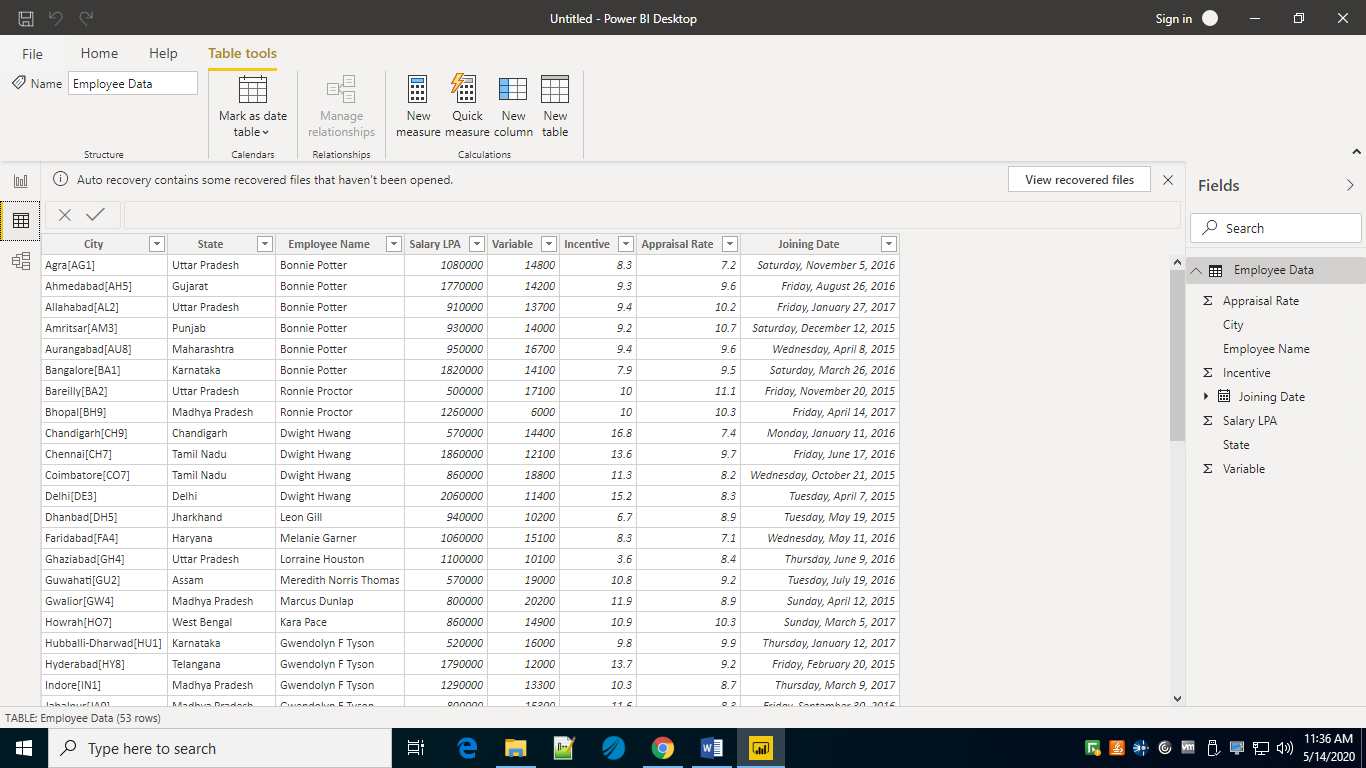 Untitled - Power BI Desktop
Sign in
File Home Help Table tools
Name Employee Data
Mark as date table
Manage relationships
New measure
Quick measure
New column
New table
Structure Calendars Relationships Calculations
Auto recovery contains some recovered files that haven't been opened.
View recovered files
City State Employee Name Salary LPA Variable Incentive Appraisal Rate Joining Date
Agra[AG1] Uttar Pradesh Bonnie Potter 1080000 14800 8.3 7.2 Saturday, November 5, 2016
Ahmedabad[AH5] Gujarat Bonnie Potter 1770000 14200 9.3 9.6 Friday, August 26, 2016
Allahabad[AL2] Uttar Pradesh Bonnie Potter 910000 13700 9.4 10.2 Friday, January 27, 2017
Amritsar[AM3] Punjab Bonnie Potter 930000 14000 9.2 10.7 Saturday, December 12, 2015
Aurangabad[AU8] Maharashtra Bonnie Potter 950000 16700 9.4 9.6 Wednesday, April 8, 2015
Bangalore[BA1] Karnataka Bonnie Potter 1820000 14100 7.9 9.5 Saturday, March 26, 2016
Bareilly[BA2] Uttar Pradesh Ronnie Proctor 500000 17100 10 11.1 Friday, November 20, 2015
Bhopal[BH9] Madhya Pradesh Ronnie Proctor 1260000 6000 10 10.3 Friday, April 14, 2017
Chandigarh[CH9] Chandigarh Dwight Hwang 570000 14400 16.8 7.4 Monday, January 11, 2016
Chennai[CH7] Tamil Nadu Dwight Hwang 1860000 12100 13.6 9.7 Friday, June 17, 2016
Coimbatore[CO7] Tamil Nadu Dwight Hwang 860000 18800 11.3 8.2 Wednesday, October 21, 2015
Delhi[DE3] Delhi Dwight Hwang 2060000 11400 15.2 8.3 Tuesday, April 7, 2015
Dhanbad[DH5] Jharkhand Leon Gill 940000 10200 6.7 8.9 Tuesday, May 19, 2015
Faridabad[FA4] Haryana Melanie Garner 1060000 15100 8.3 7.1 Wednesday, May 11, 2016
Ghaziabad[GH4] Uttar Pradesh Lorraine Houston 1100000 10100 3.6 8.4 Thursday, June 9, 2016
Guwahati[GU2] Assam Meredith Norris Thomas 570000 19000 10.8 9.2 Tuesday, July 19, 2016
Gwalior[GW4] Madhya Pradesh Marcus Dunlap 800000 20200 11.9 8.9 Sunday, April 12, 2015
Howrah[HO7] West Bengal Kara Pace 860000 14900 10.9 10.3 Sunday, March 5, 2017
Hubballi-Dharwad[HU1] Karnataka Gwendolyn F Tyson 520000 16000 9.8 9.9 Thursday, January 12, 2017
Hyderabad[HY8] Telangana Gwendolyn F Tyson 1790000 12000 13.7 9.2 Friday, February 20, 2015
Indore[IN1] Madhya Pradesh Gwendolyn F Tyson 1290000 13300 10.3 8.7 Thursday, March 9, 2017
Fields
Search
Employee Data
Σ Appraisal Rate
City
Employee Name
Σ Incentive
Joining Date
Σ Salary LPA
State
Σ Variable
TABLE: Employee Data (53 rows)
Type here to search
11:36 AM
5/14/2020